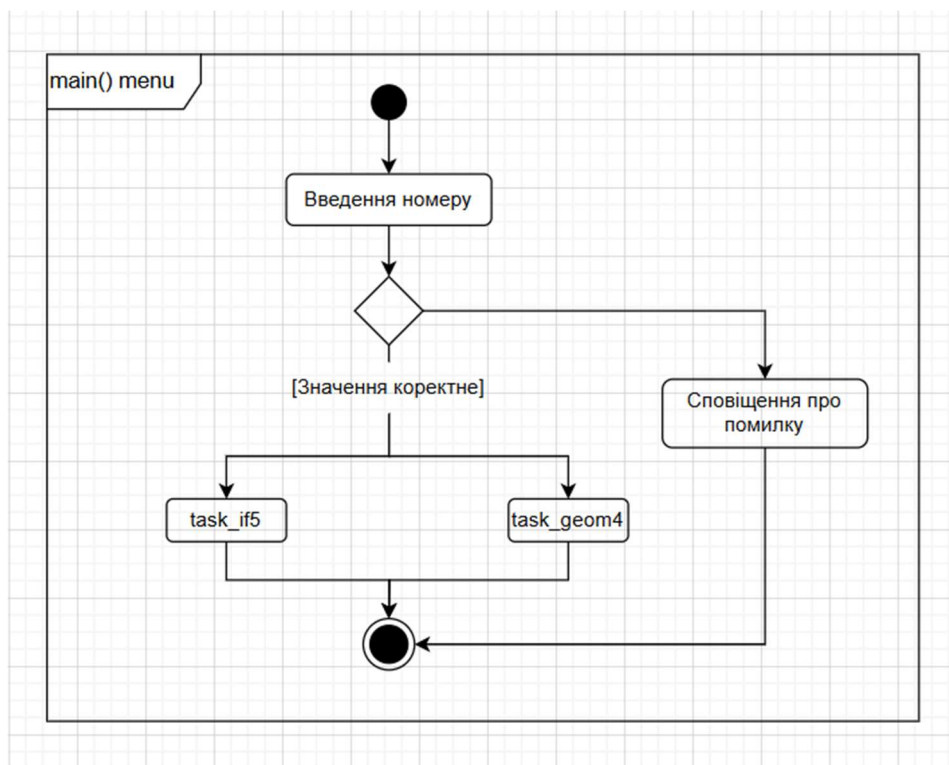 main() menu
Введення номеру
[Значення коректне]
Сповіщення про
помилку
task_if5
task_geom4